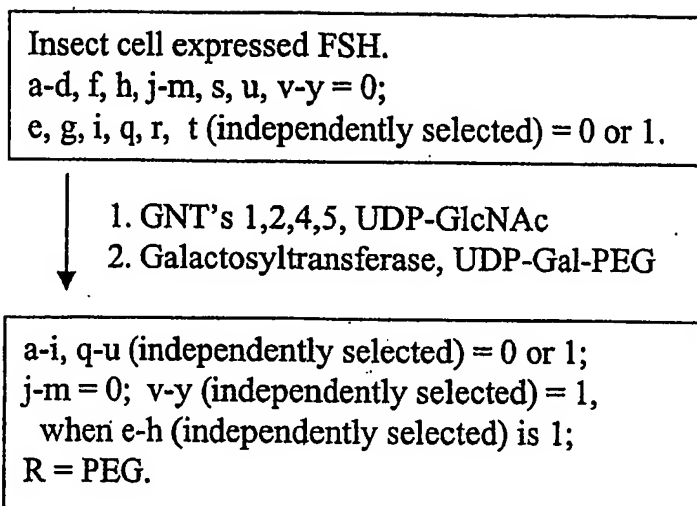 Insect cell expressed FSH.
a-d, f, h, j-m, s, u, v-y = 0;
e, g, i, q, r, t (independently selected) = 0 or 1.
1. GNT's 1,2,4,5, UDP-GlcNAc
2. Galactosyltransferase, UDP-Gal-PEG
a-i, q-u (independently selected) = 0 or 1;
j-m = 0; v-y (independently selected) = 1,
when e-h (independently selected) is 1;
R = PEG.